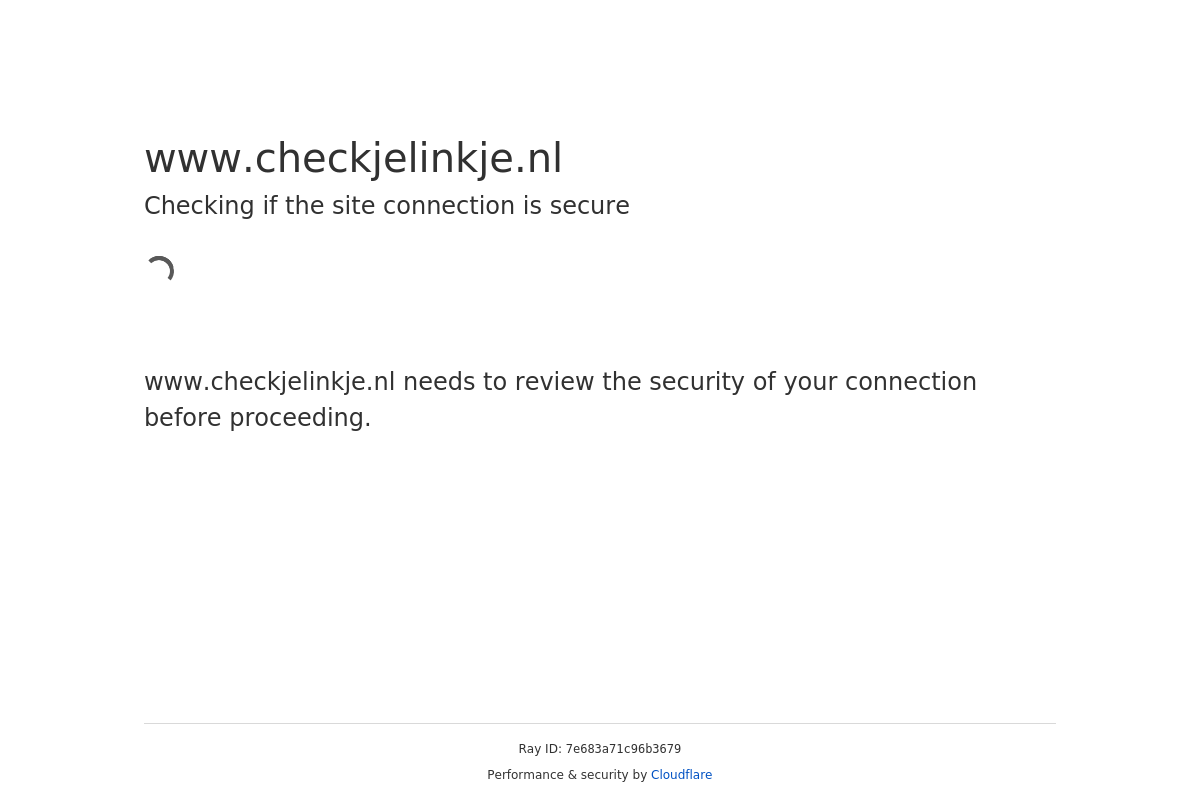 www.checkjelinkje.nl
Checking if the site connection is secure
www.checkjelinkje.nl needs to review the security of your connection
before proceeding.
Ray ID: 7e683a71c96b3679
Performance & security by Cloudflare